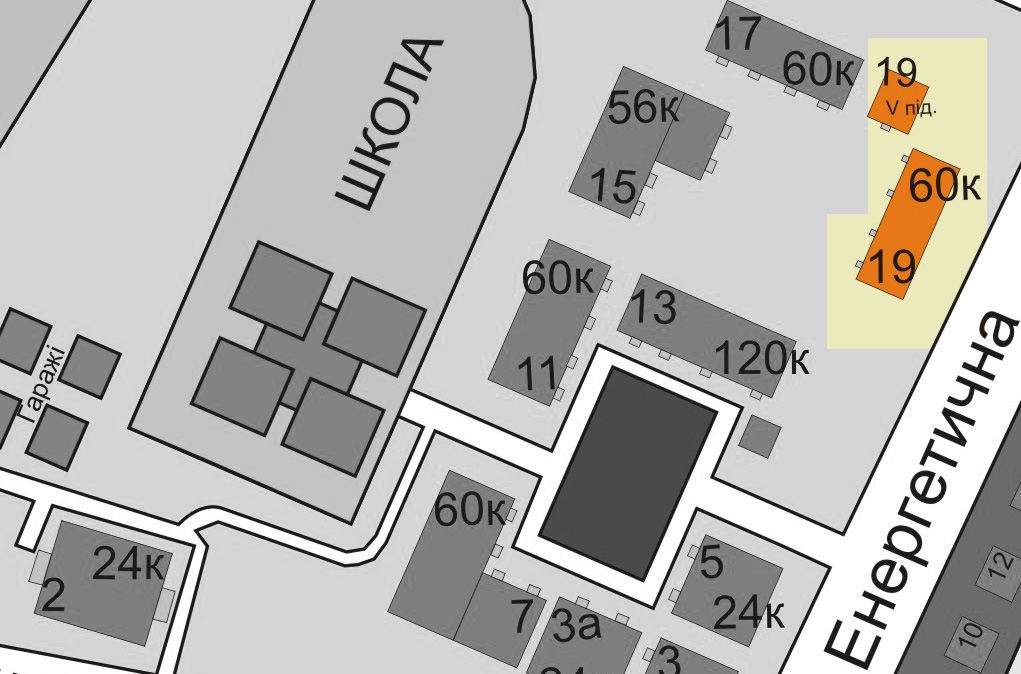 17
60к
19
V під.
ШКОЛА
56к
15
60к
19
60к
11
13
120к
Гаражі
Енергетична
60к
7
5
24к
24к
2
3а
3
12
10